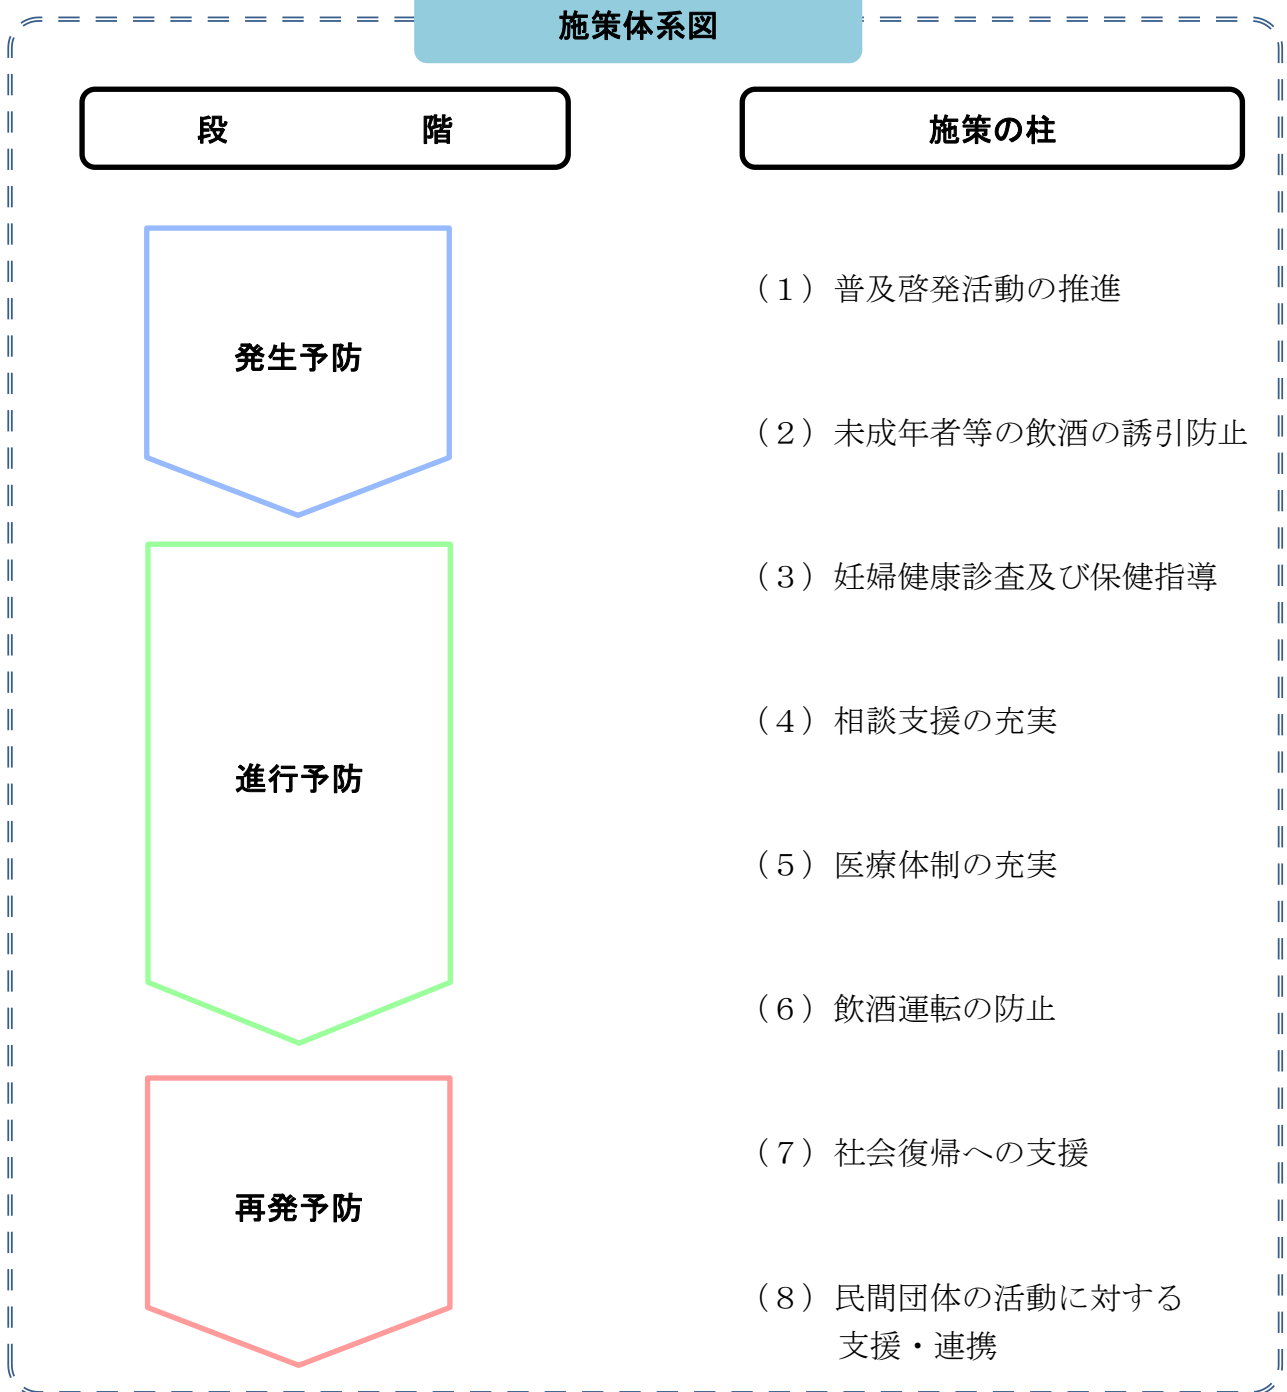 施策体系図
段　　　階
施策の柱
発生予防
進行予防
再発予防
（１）普及啓発活動の推進
（２）未成年者等の飲酒の誘引防止
（３）妊婦健康診査及び保健指導
（４）相談支援の充実
（５）医療体制の充実
（６）飲酒運転の防止
（７）社会復帰への支援
（８）民間団体の活動に対する
支援・連携